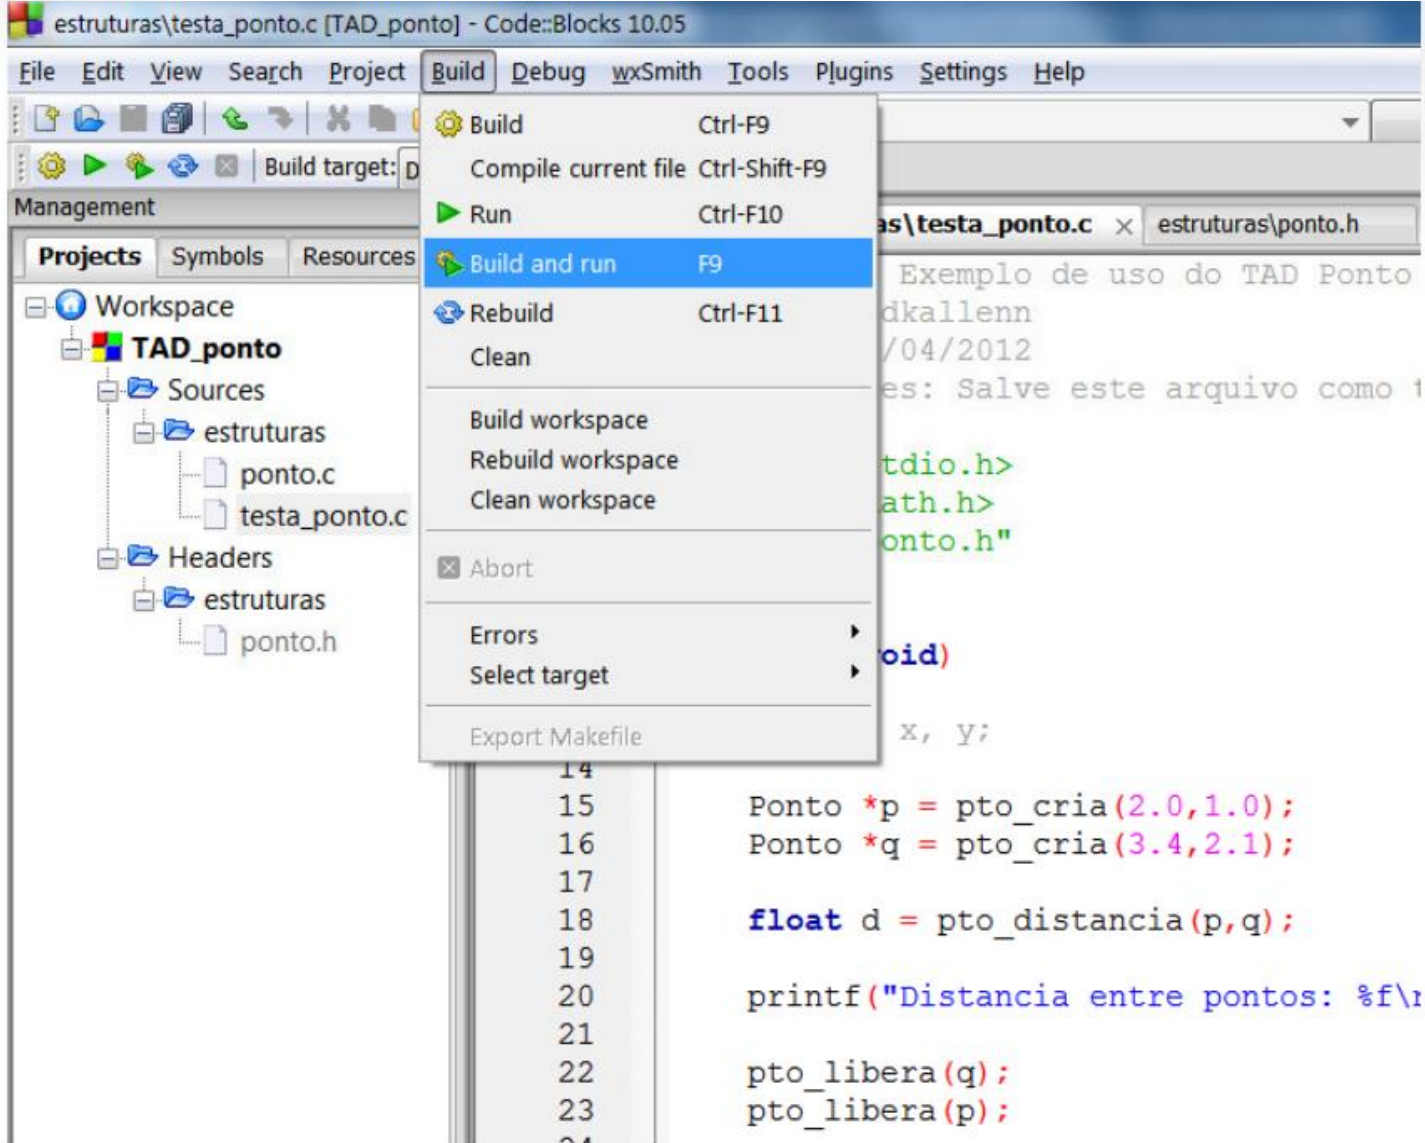 estruturas\testa_ponto.c [TAD_ponto] - Code::Blocks 10.05
File Edit View Search Project Build Debug wxSmith Tools Plugins Settings Help
Build target:
Management
Projects Symbols Resources
Workspace
TAD_ponto
Sources
estruturas
ponto.c
testa_ponto.c
Headers
estruturas
ponto.h
Build Ctrl-F9
Compile current file Ctrl-Shift-F9
Run Ctrl-F10
Build and run F9
Rebuild Ctrl-F11
Clean
Build workspace
Rebuild workspace
Clean workspace
Abort
Errors
Select target
Export Makefile
as\testa_ponto.c estruturas\ponto.h
Exemplo de uso do TAD Ponto
dkallenn
/04/2012
es: Salve este arquivo como
tdio.h>
ath.h>
onto.h"
oid)
x, y;
14
15 Ponto *p = pto_cria(2.0,1.0);
16 Ponto *q = pto_cria(3.4,2.1);
17
18 float d = pto_distancia(p,q);
19
20 printf("Distancia entre pontos: %f\
21
22 pto_libera(q);
23 pto_libera(p);